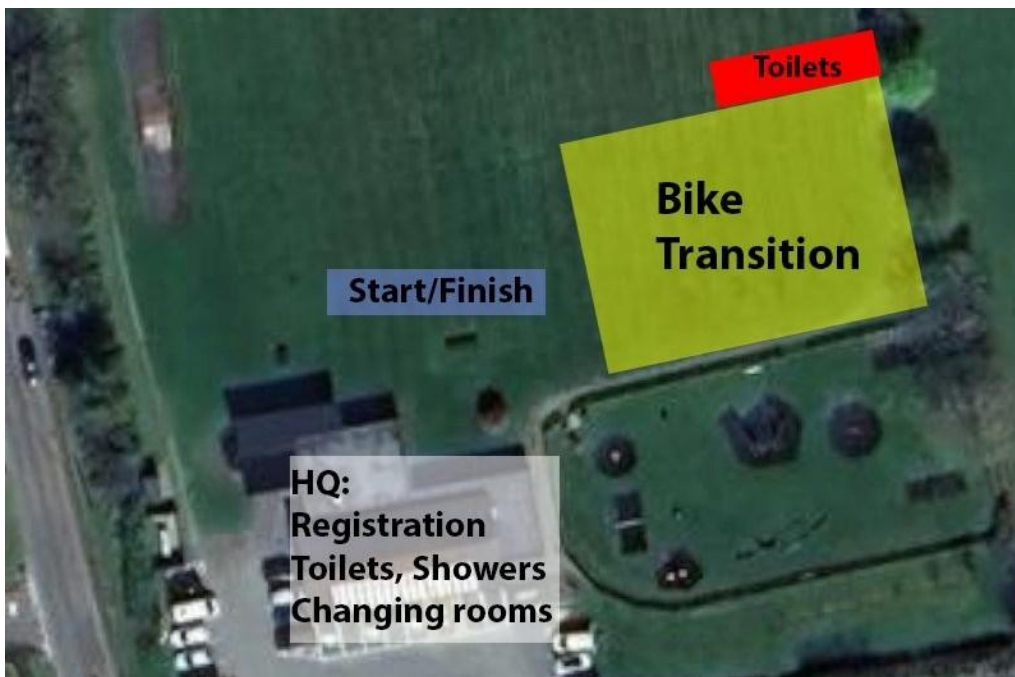 Toilets
Bike
Transition
Start/Finish
HQ:
Registration
Toilets, Showers
Changing rooms